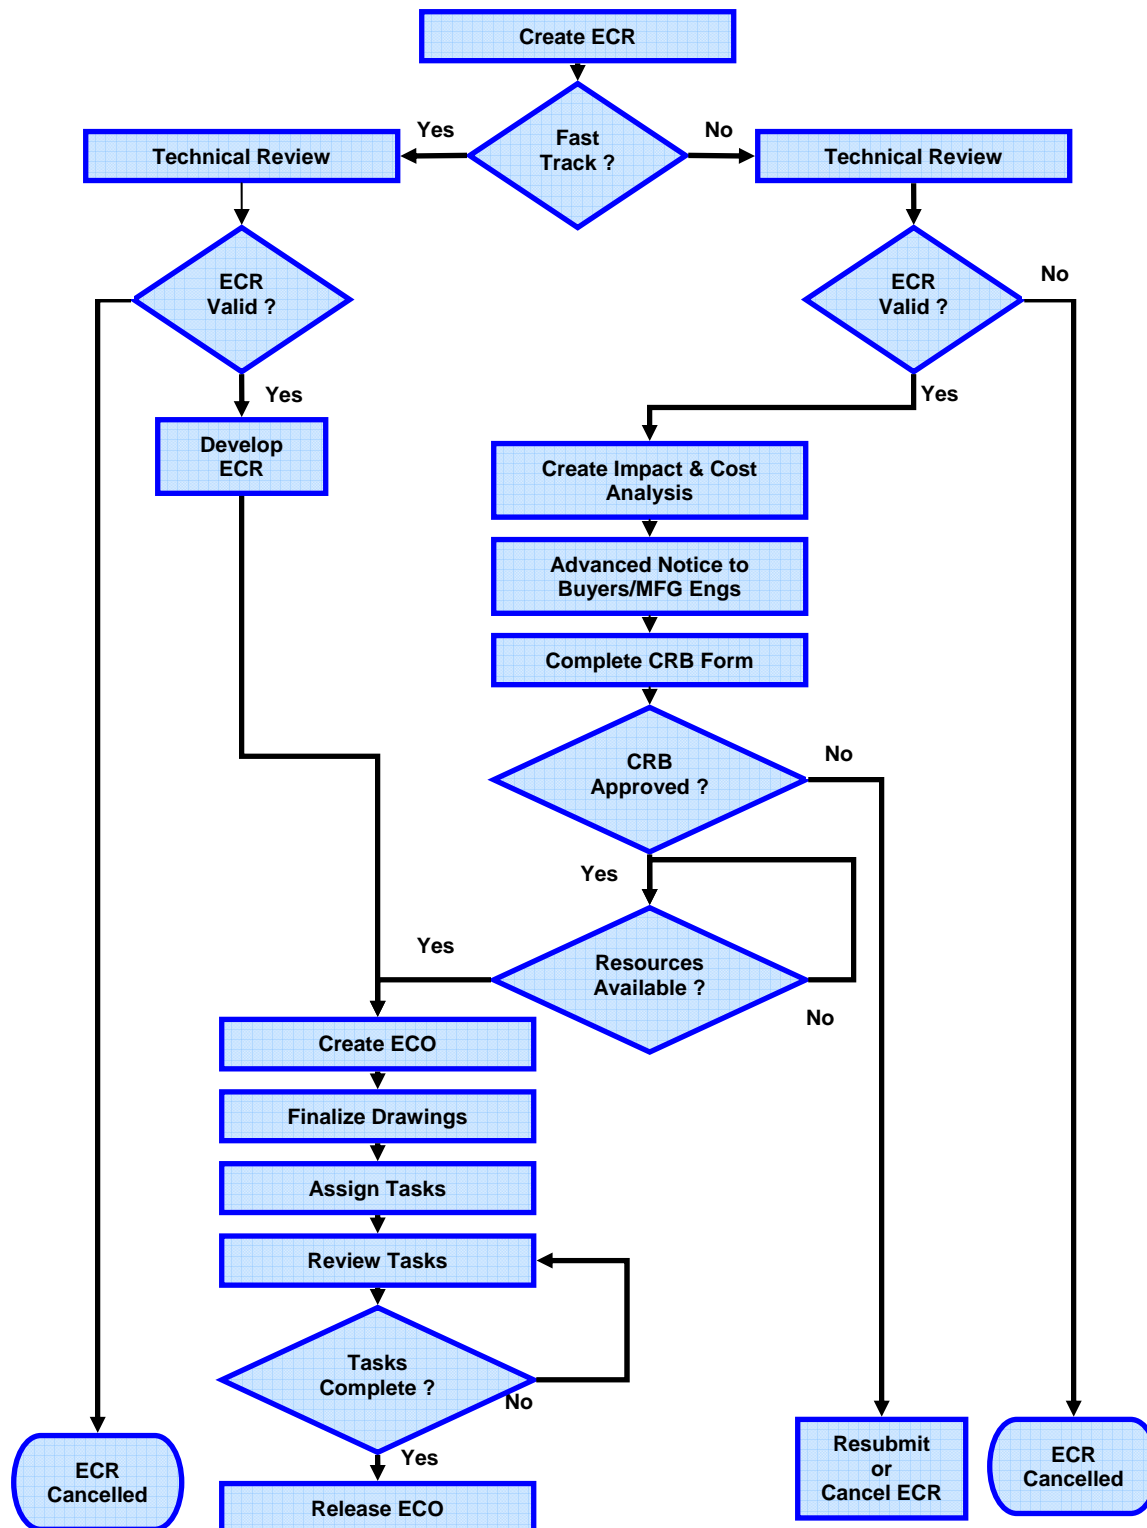 Create ECR
Yes
Fast
Track ?
No
Technical Review
Technical Review
ECR
Valid ?
ECR
Valid ?
No
Yes
Yes
Develop
ECR
Create Impact & Cost
Analysis
Advanced Notice to
Buyers/MFG Engs
Complete CRB Form
CRB
Approved ?
No
Yes
Yes
Resources
Available ?
No
Create ECO
Finalize Drawings
Assign Tasks
Review Tasks
Tasks
Complete ?
No
Yes
ECR
Cancelled
Release ECO
Resubmit
or
Cancel ECR
ECR
Cancelled